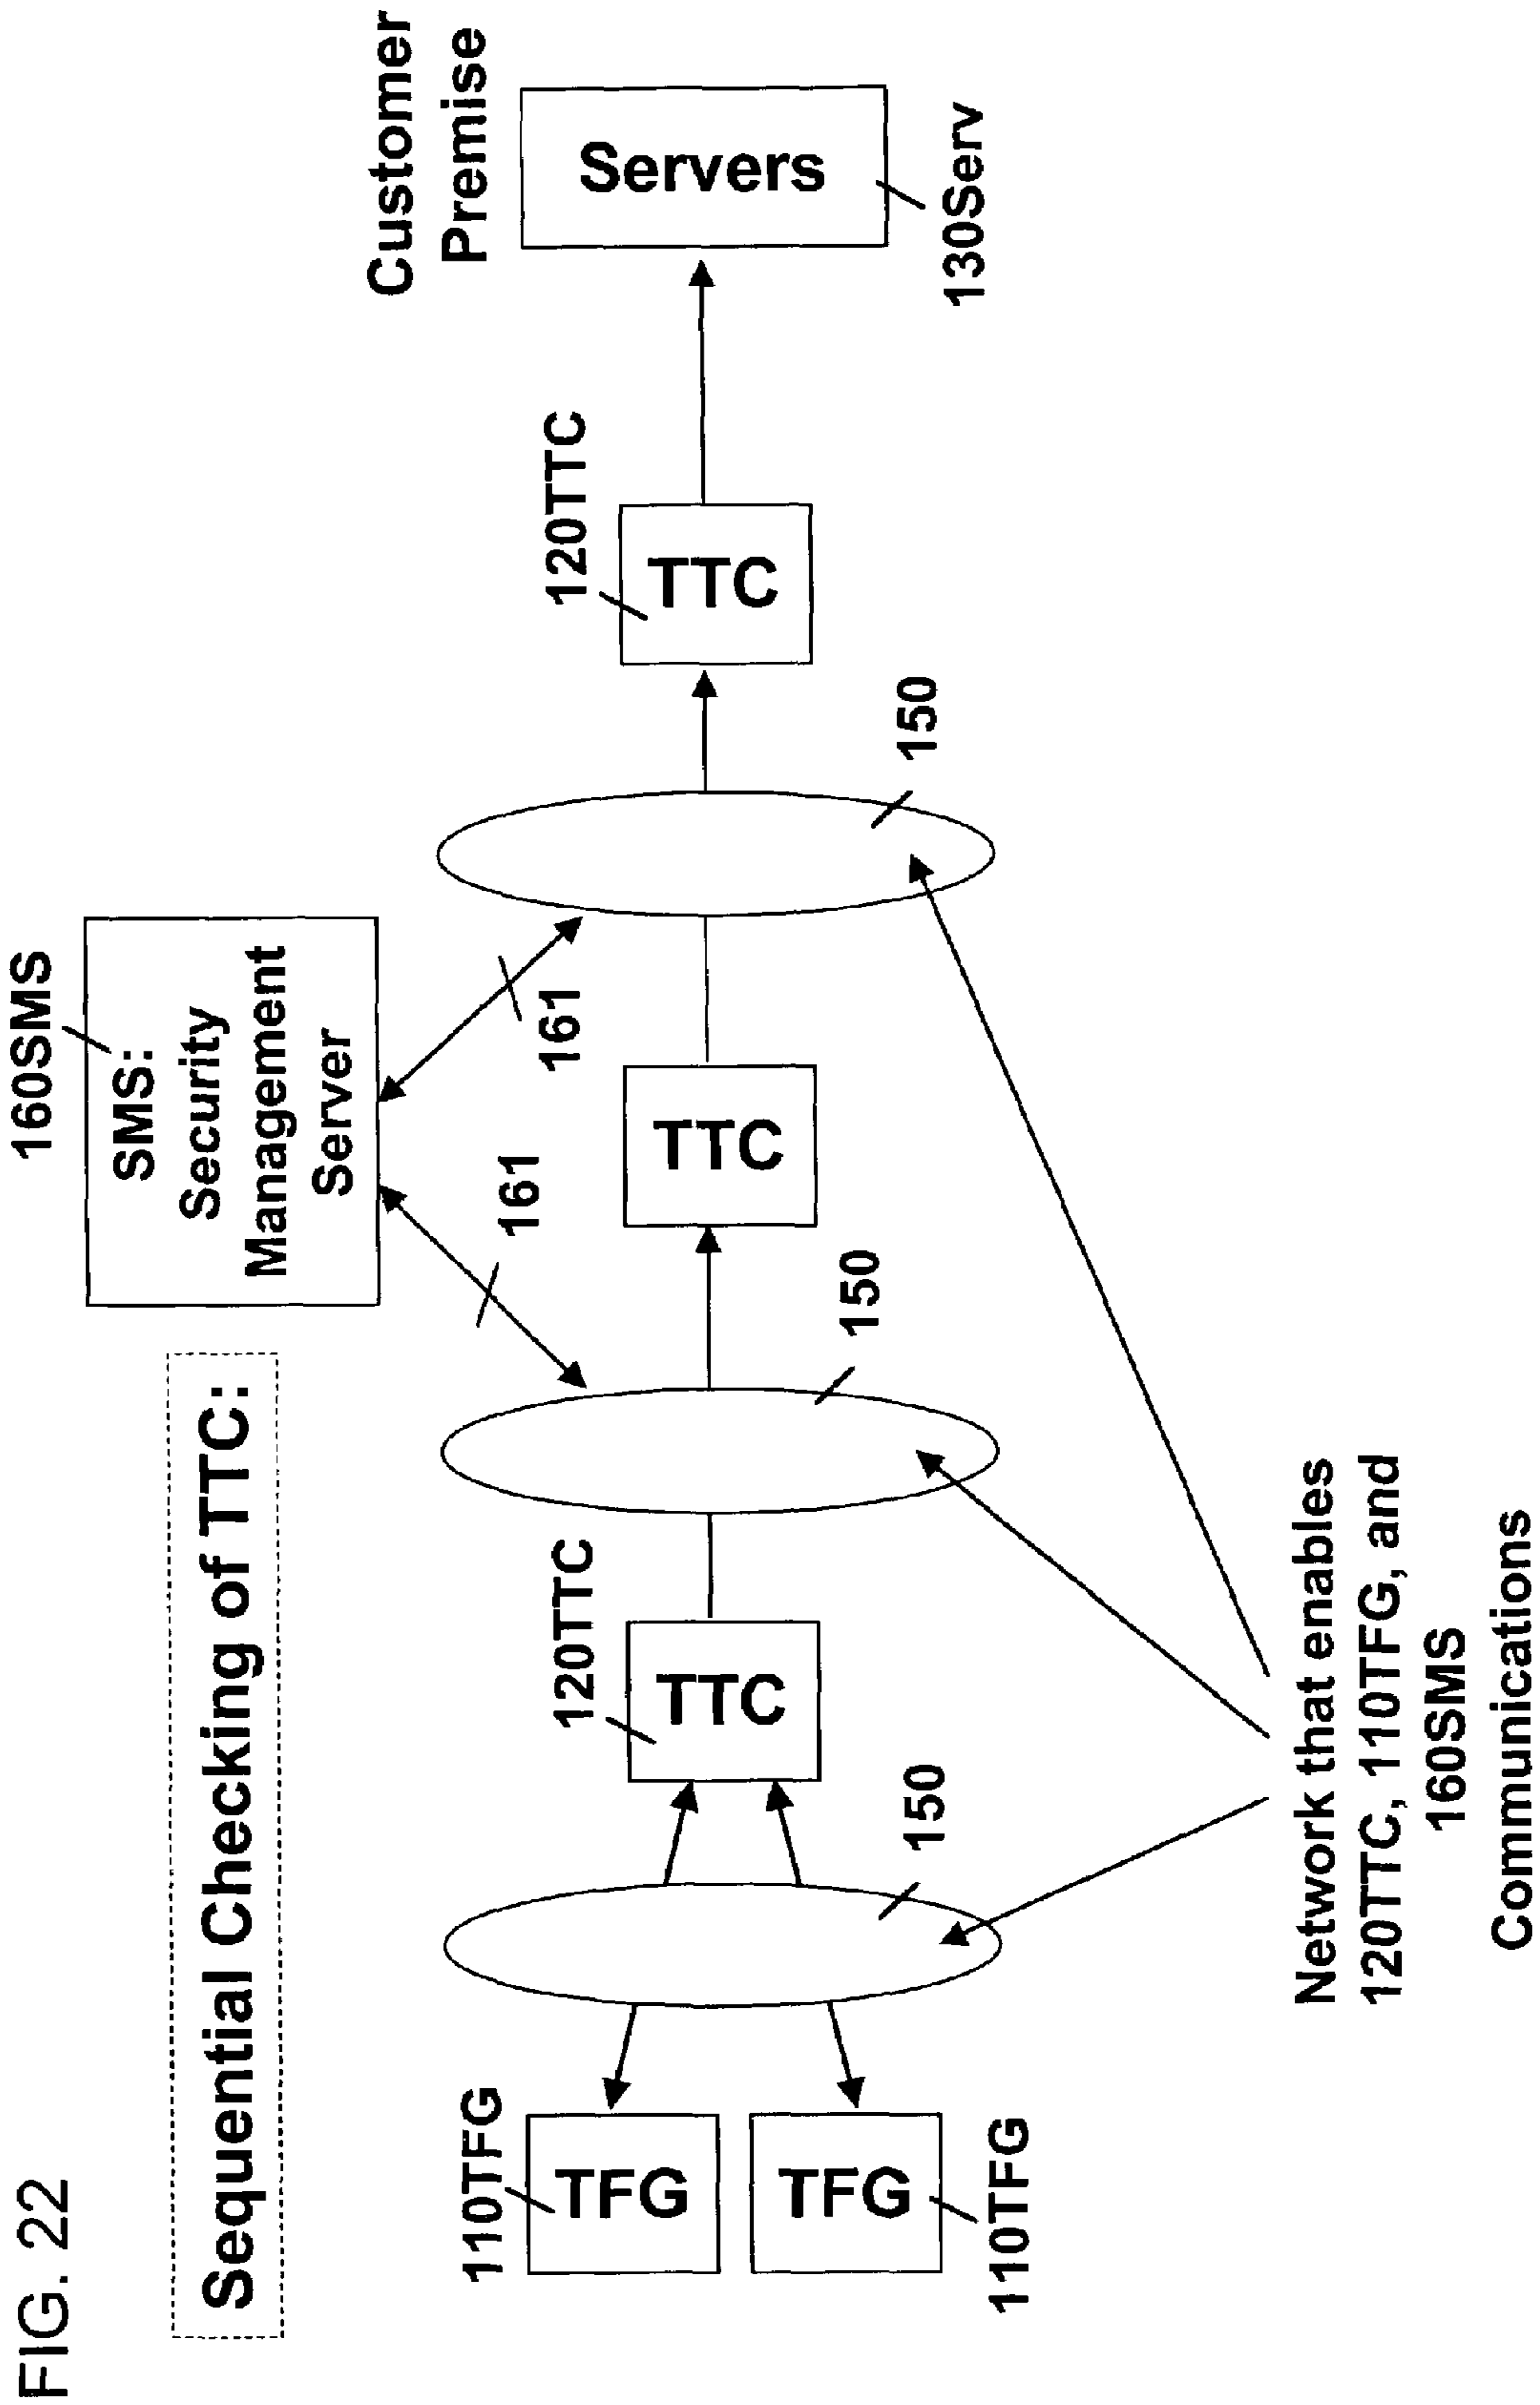 FIG. 22
Sequential Checking of TTC:
160SMS
SMS:
Security
Management
Server
161
161
Customer
Premise
110TFG
TFG
TFG
110TFG
150
120TTC
TTC
150
TTC
150
120TTC
TTC
Servers
130Serv
Network that enables
120TTC, 110TFG, and
160SMS
Communications